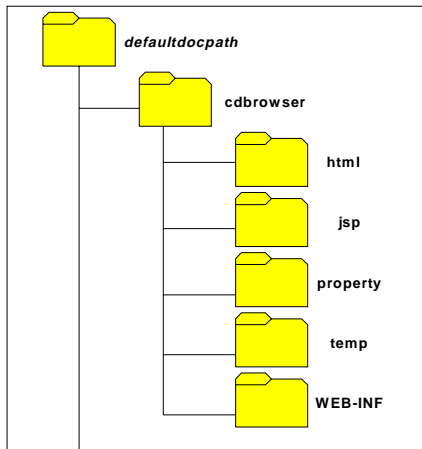 defaultdocpath
cdbrowser
html
jsp
property
temp
WEB-INF